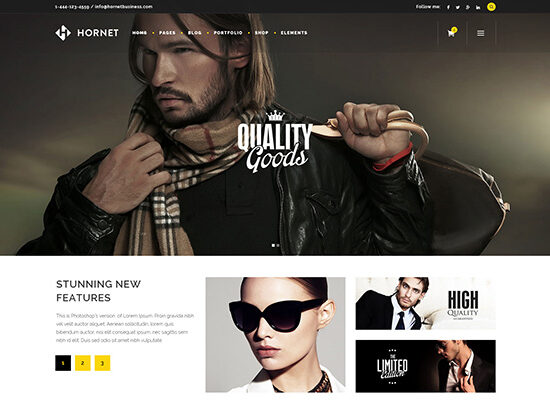 1-444-123-4559 / info@hornetbusiness.com
Follow me:
HORNET
HOME PAGES BLOG PORTFOLIO SHOP ELEMENTS
QUALITY
Goods
STUNNING NEW
FEATURES
This is Photoshop's version of Lorem Ipsum. Proin gravida nibh
vel velit auctor aliquet. Aenean sollicitudin, lorem quis
bibendum auctor, nisi elit consequat ipsum, nec sagittis sem
nibh id elit. Duis sed odio sit amet nibh vulputate.
1 2 3
HIGH
QUALITY
THE
LIMITED
edition